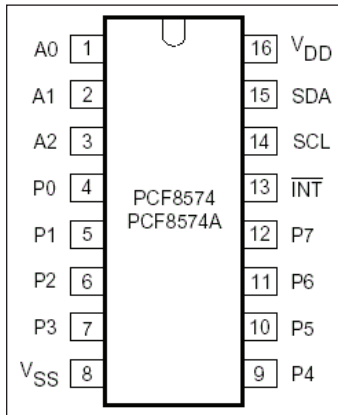 A0 1 16 VDD
A1 2 15 SDA
A2 3 14 SCL
P0 4 13 I̅N̅T̅
PCF8574
PCF8574A
P1 5 12 P7
P2 6 11 P6
P3 7 10 P5
VSS 8 9 P4